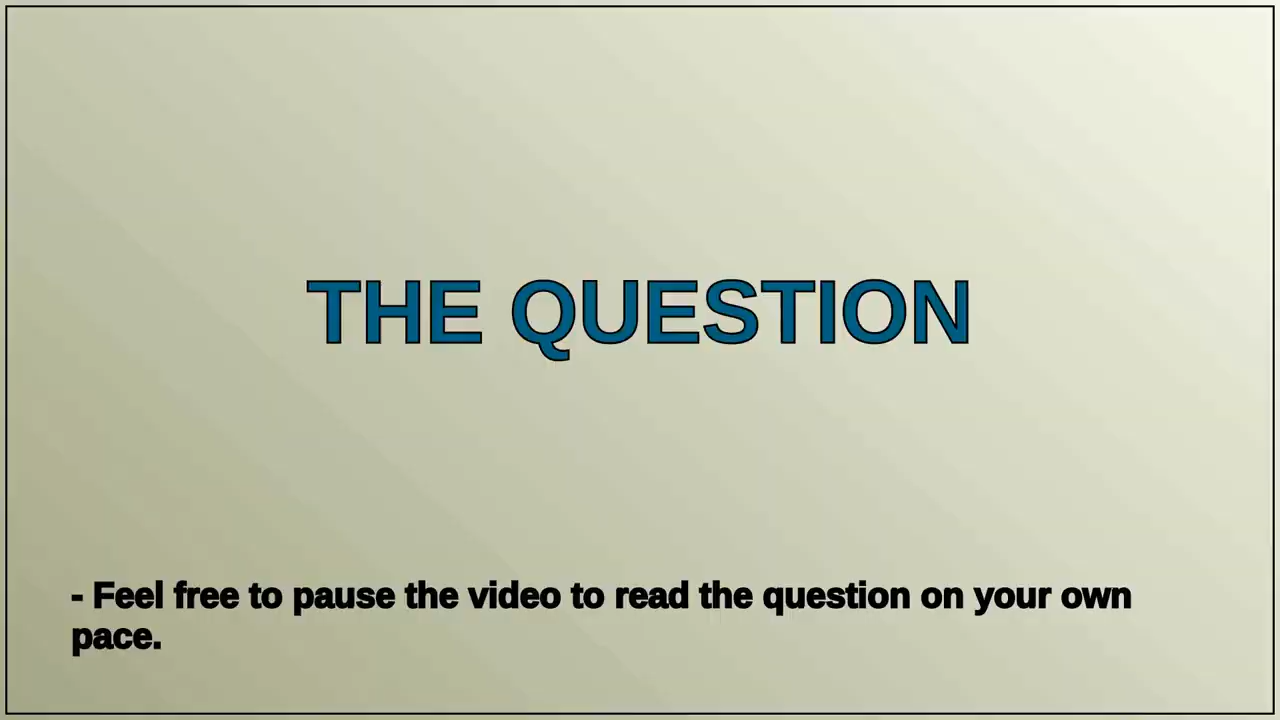 THE QUESTION
- Feel free to pause the video to read the question on your own
pace.